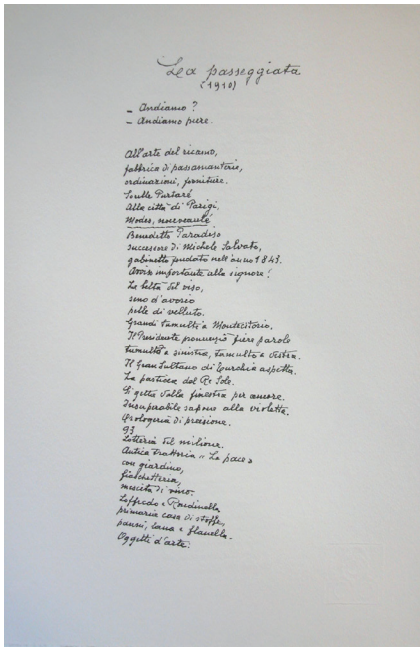 La passeggiata
(1910)
– Andiamo?
– Andiamo pure.
All'arte del ricamo,
fabbrica di passamanterie,
ordinazioni, forniture.
Sorelle Purtaré
Alla città di Parigi,
Modes, nouveauté
Benedetto Paradiso
successore di Michele Salvato,
gabinetto fondato nell'anno 1843.
Avviso importante alle signore!
La beltà del viso,
seno d'avorio
pelle di velluto.
Grandi tumulti a Montecitorio.
Il Presidente pronunziò fiere parole
tumulto a sinistra, tumulto a destra.
Il Gran Sultano di Turchia aspetta.
La pasticca del Re Sole.
Si getta dalla finestra per amore.
Insuperabile sapone alla violetta.
Orologeria di precisione.
93
Lotteria del milione.
Antica trattoria « La pace »
con giardino,
fiaschetteria,
mescita di vino.
Loffredo e Rondinella
primaria casa di stoffe,
panni, lana e flanella.
Oggetti d'arte.